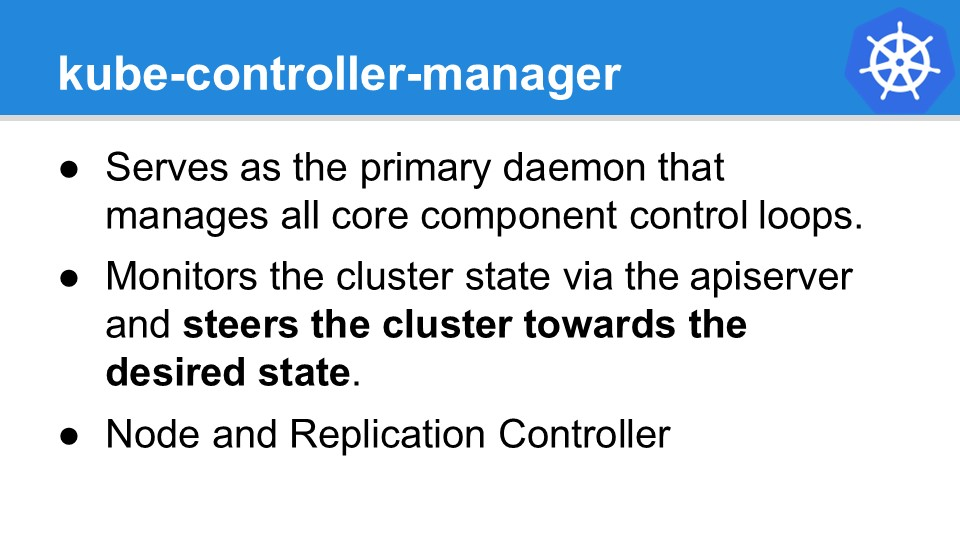 kube-controller-manager
● Serves as the primary daemon that
manages all core component control loops.
● Monitors the cluster state via the apiserver
and steers the cluster towards the
desired state.
● Node and Replication Controller